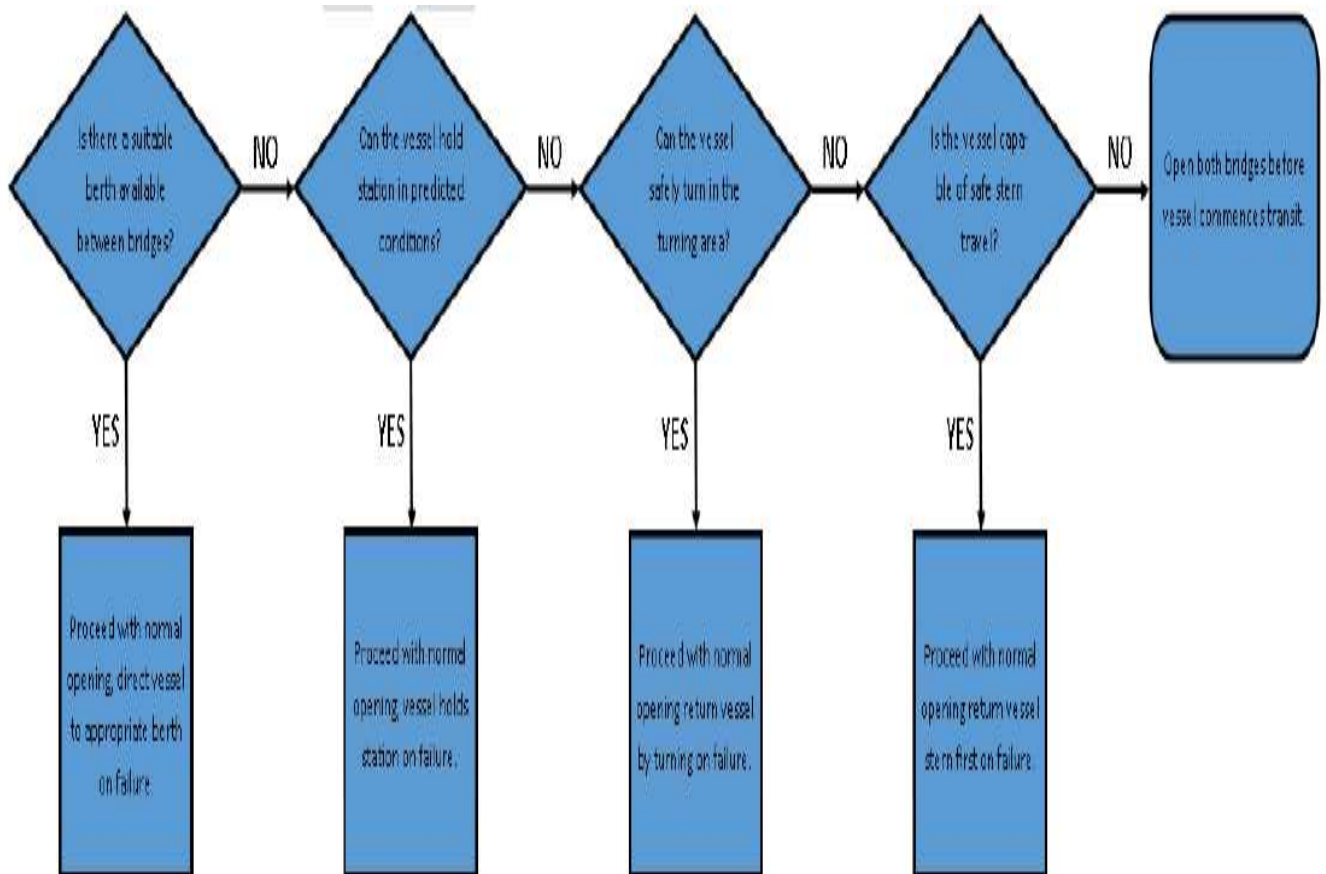 Is there a suitable
berth available
between bridges?
NO
Can the vessel hold
station in predicted
conditions?
NO
Can the vessel
safely turn in the
turning area?
NO
Is the vessel capa-
ble of safe stern
travel?
NO
Open both bridges before
vessel commences transit.
YES
YES
YES
YES
Proceed with normal
opening, direct vessel
to appropriate berth
on failure.
Proceed with normal
opening, vessel holds
station on failure.
Proceed with normal
opening return vessel
by turning on failure.
Proceed with normal
opening return vessel
stern first on failure.